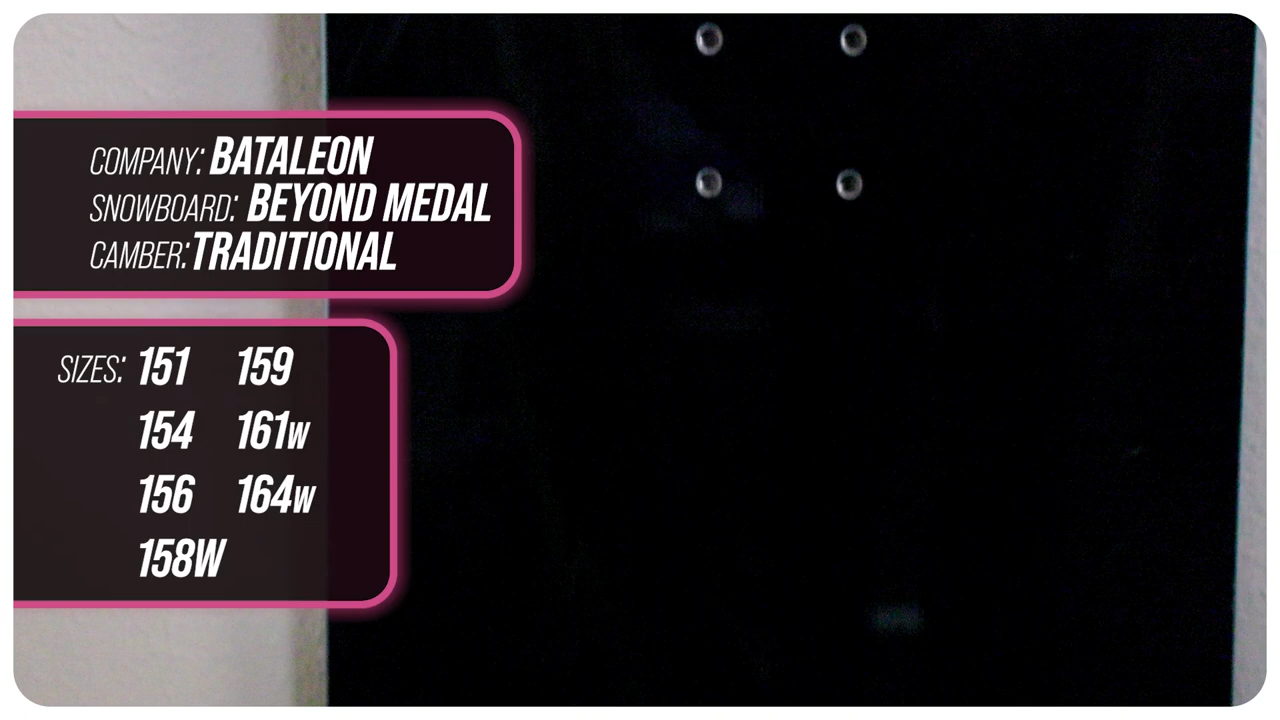 COMPANY: BATALEON
SNOWBOARD: BEYOND MEDAL
CAMBER: TRADITIONAL
SIZES: 151 159
154 161W
156 164W
158W